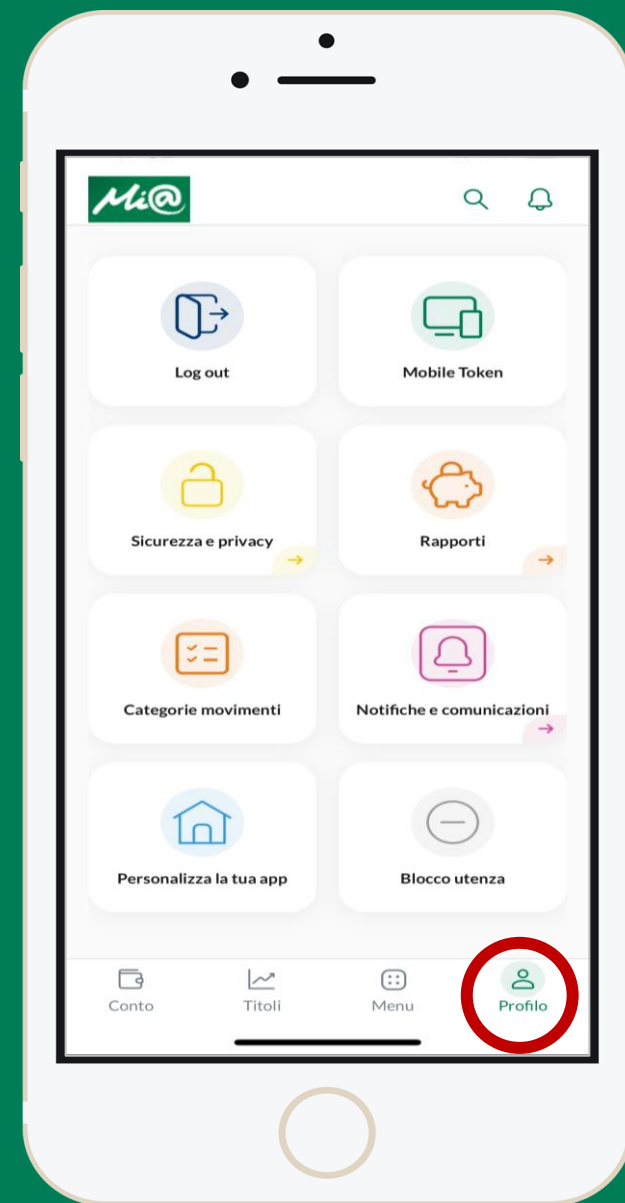 Mi@
Log out
Mobile Token
Sicurezza e privacy
Rapporti
Categorie movimenti
Notifiche e comunicazioni
Personalizza la tua app
Blocco utenza
Conto
Titoli
Menu
Profilo